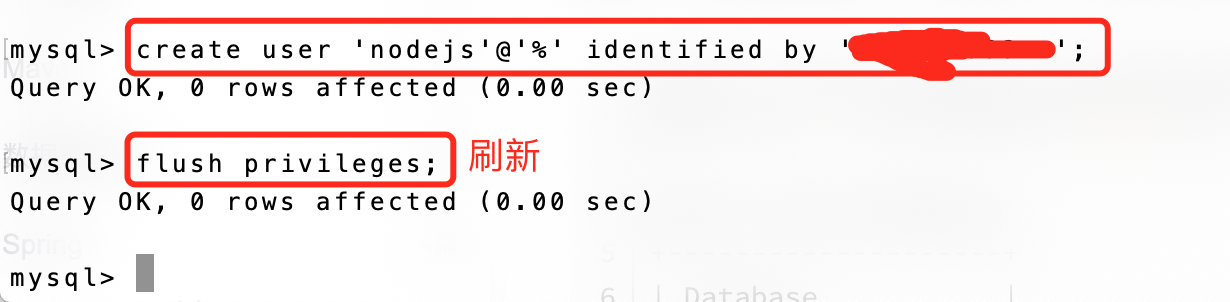 mysql> create user 'nodejs'@'%' identified by '';
Query OK, 0 rows affected (0.00 sec)
mysql> flush privileges; 刷新
Query OK, 0 rows affected (0.00 sec)
Spring
5
mysql>
6 | Database |